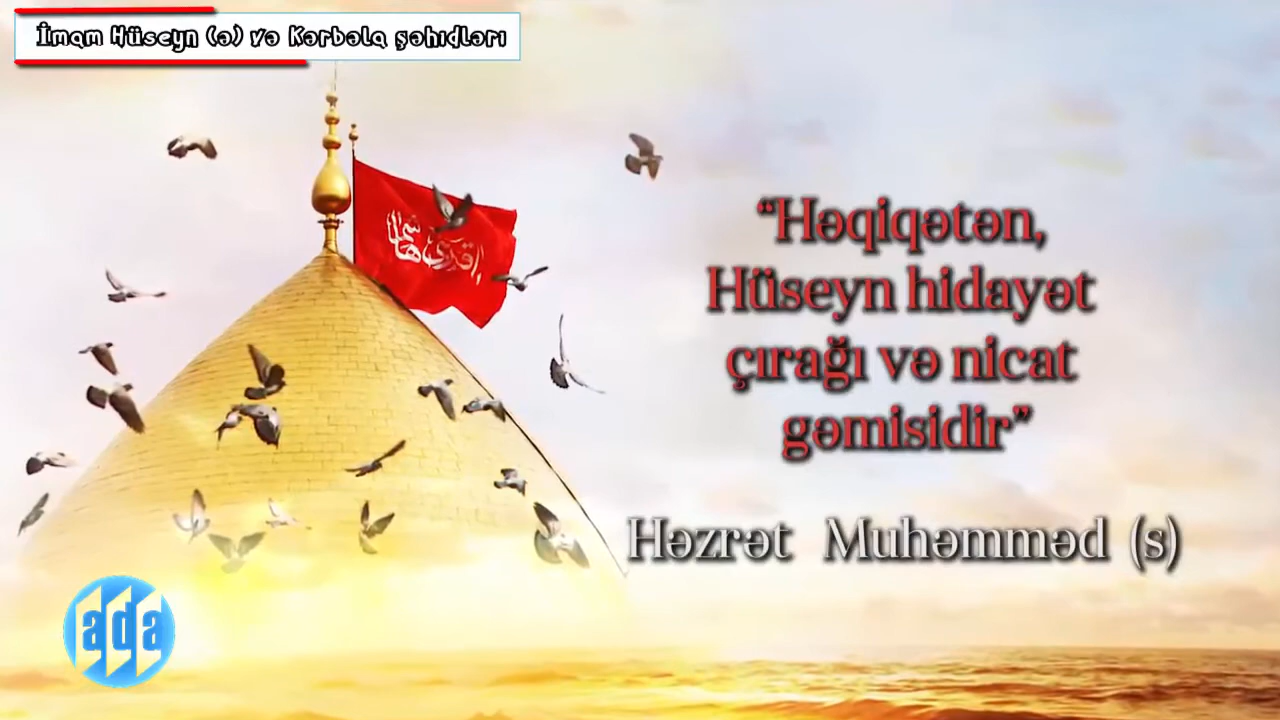 İmam Hüseyn (ə) və Kərbəla şəhidləri
“Həqiqətən,
Hüseyn hidayət
çırağı və nicat
gəmisidir”
Həzrət Muhəmməd (s)
ada